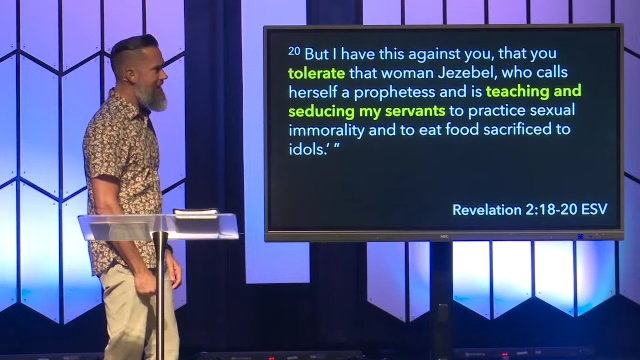 20 But I have this against you, that you
tolerate that woman Jezebel, who calls
herself a prophetess and is teaching and
seducing my servants to practice sexual
immorality and to eat food sacrificed to
idols.’ ”
Revelation 2:18-20 ESV